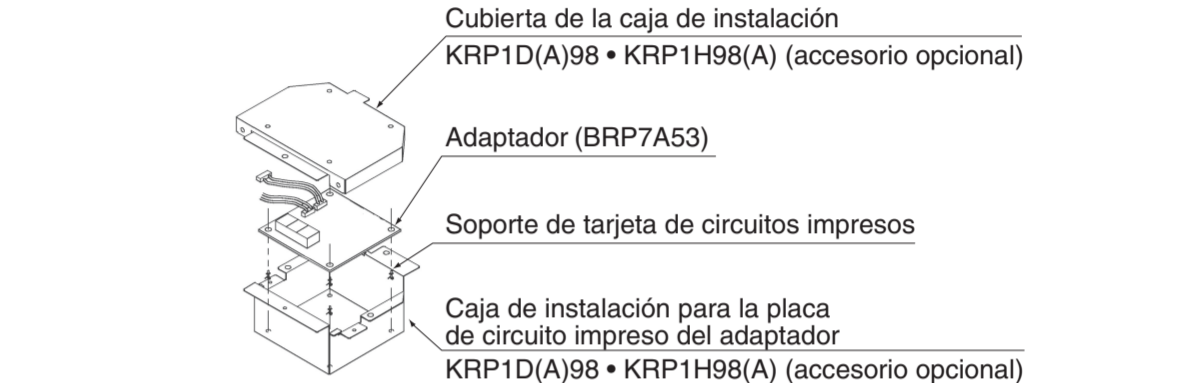 Cubierta de la caja de instalación
KRP1D(A)98 • KRP1H98(A) (accesorio opcional)
Adaptador (BRP7A53)
Soporte de tarjeta de circuitos impresos
Caja de instalación para la placa
de circuito impreso del adaptador
KRP1D(A)98 • KRP1H98(A) (accesorio opcional)